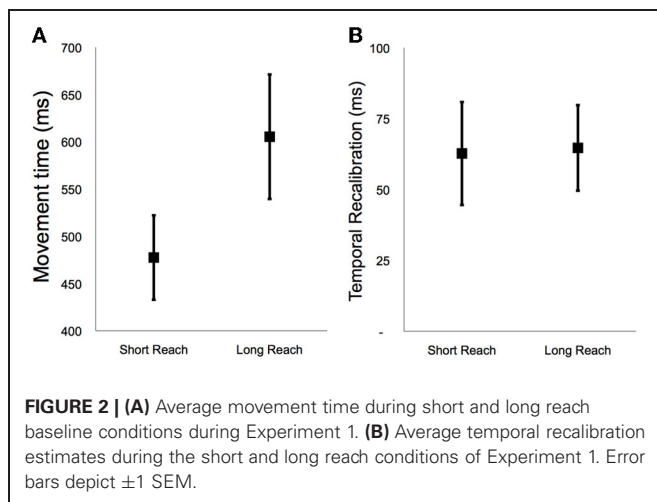 A
B
700
650
600
550
500
450
400
Movement time (ms)
Short Reach
Long Reach
100
75
50
25
-
Temporal Recalibration (ms)
Short Reach
Long Reach
FIGURE 2 | (A) Average movement time during short and long reach
baseline conditions during Experiment 1. (B) Average temporal recalibration
estimates during the short and long reach conditions of Experiment 1. Error
bars depict ±1 SEM.